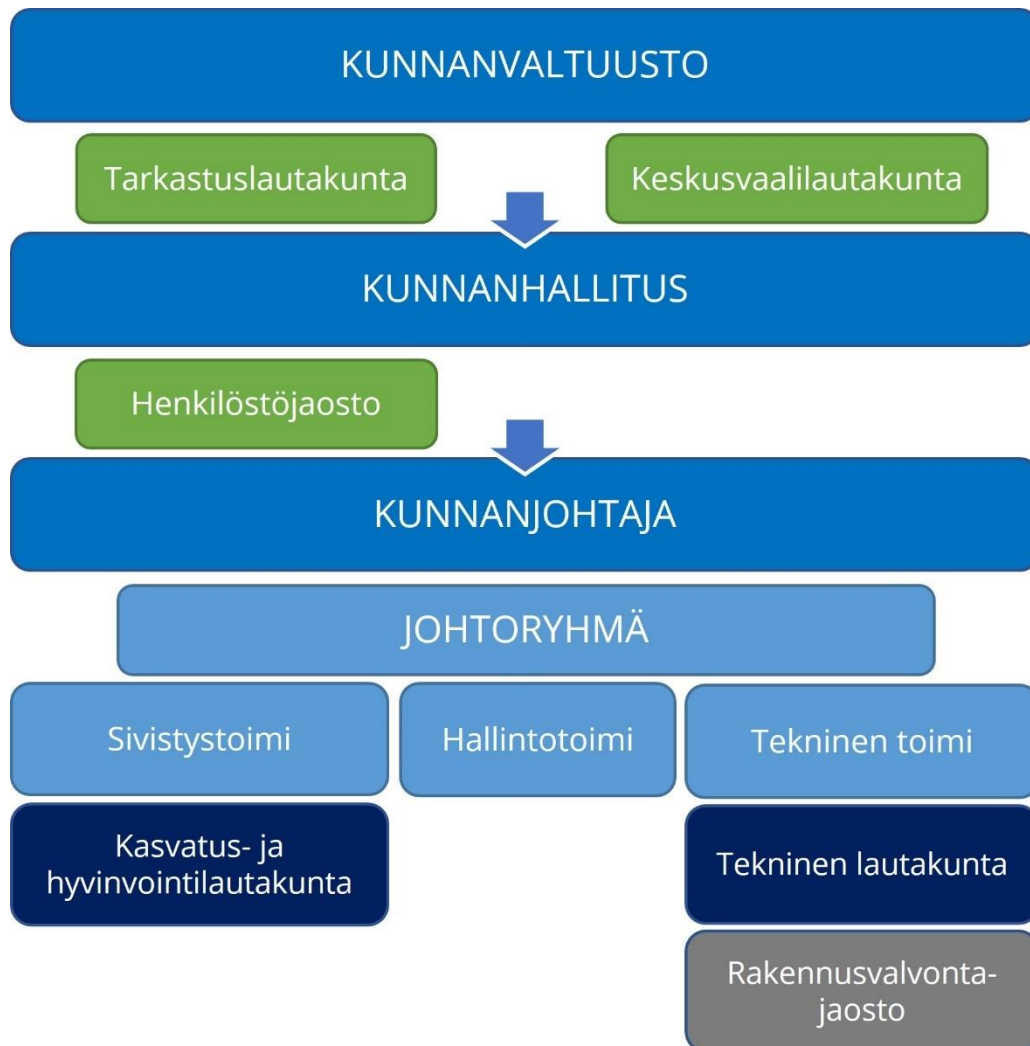 KUNNANVALTUUSTO
Tarkastuslautakunta
Keskusvaalilautakunta
KUNNANHALLITUS
Henkilöstöjaosto
KUNNANJOHTAJA
JOHTORYHMÄ
Sivistystoimi
Hallintotoimi
Tekninen toimi
Kasvatus- ja
hyvinvointilautakunta
Tekninen lautakunta
Rakennusvalvonta-
jaosto